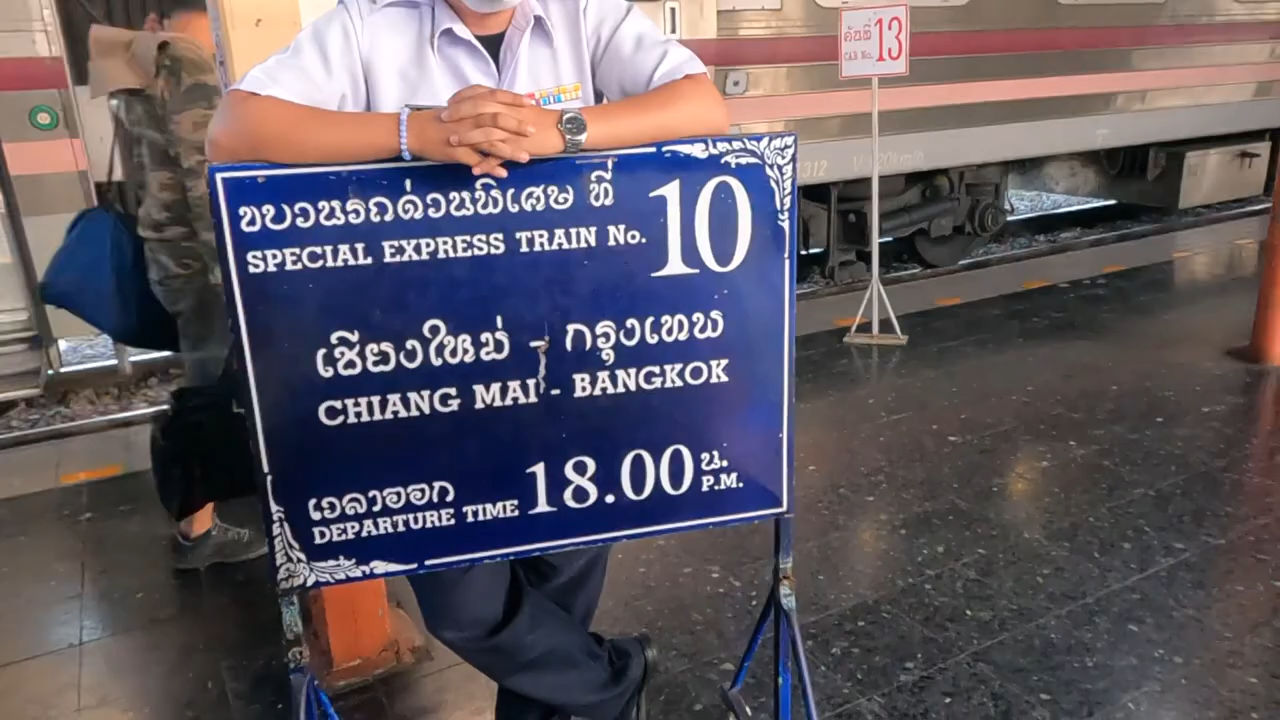 ขบวนรถด่วนพิเศษ ที่ 10
SPECIAL EXPRESS TRAIN No.
เชียงใหม่ - กรุงเทพ
CHIANG MAI - BANGKOK
เวลาออก 18.00 น.
DEPARTURE TIME P.M.
คันที่ 13
CAR No.